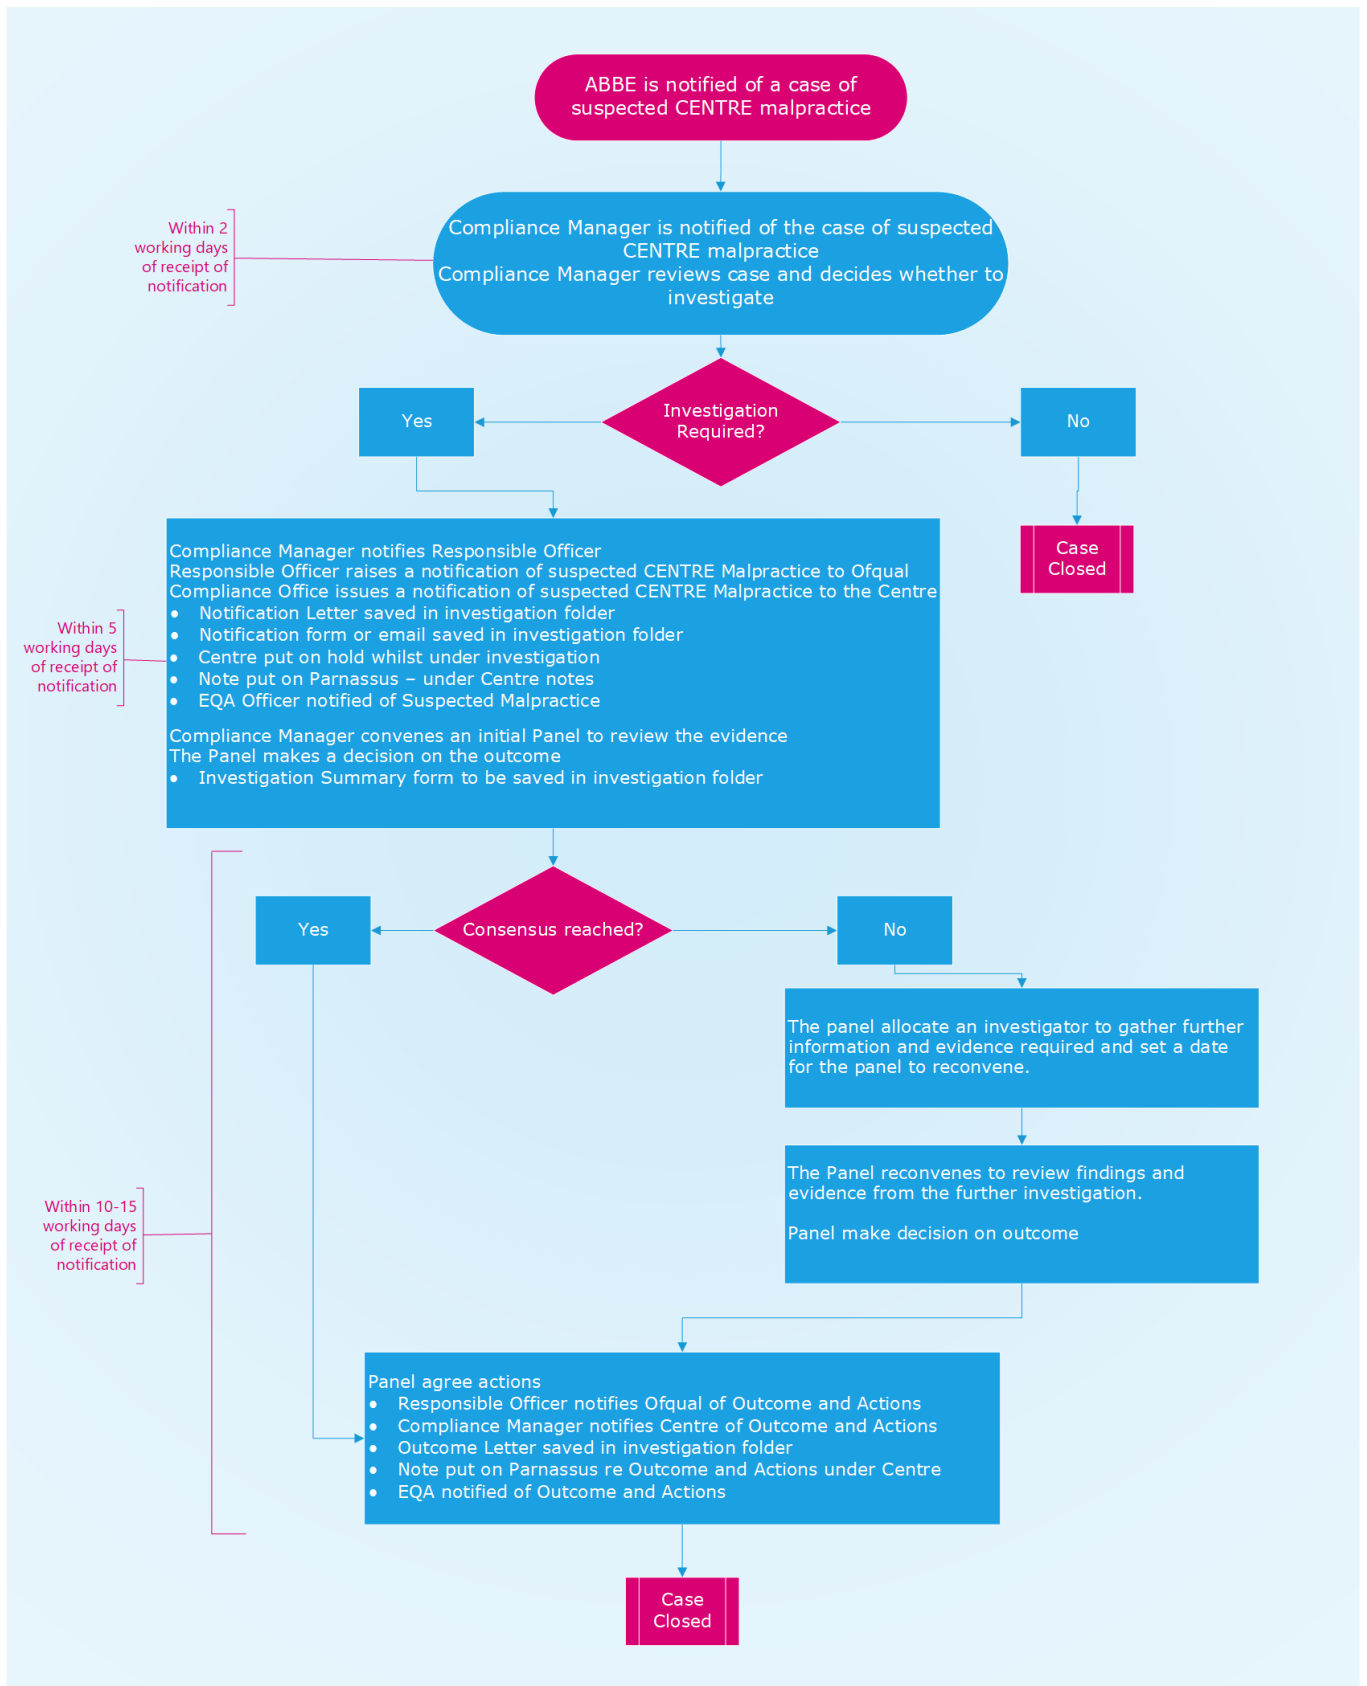 ABBE is notified of a case of
suspected CENTRE malpractice
Within 2
working days
of receipt of
notification
Compliance Manager is notified of the case of suspected
CENTRE malpractice
Compliance Manager reviews case and decides whether to
investigate
Yes
Investigation
Required?
No
Case
Closed
Within 5
working days
of receipt of
notification
Compliance Manager notifies Responsible Officer
Responsible Officer raises a notification of suspected CENTRE Malpractice to Ofqual
Compliance Office issues a notification of suspected CENTRE Malpractice to the Centre
● Notification Letter saved in investigation folder
● Notification form or email saved in investigation folder
● Centre put on hold whilst under investigation
● Note put on Parnassus – under Centre notes
● EQA Officer notified of Suspected Malpractice
Compliance Manager convenes an initial Panel to review the evidence
The Panel makes a decision on the outcome
● Investigation Summary form to be saved in investigation folder
Yes
Consensus reached?
No
The panel allocate an investigator to gather further
information and evidence required and set a date
for the panel to reconvene.
The Panel reconvenes to review findings and
evidence from the further investigation.
Panel make decision on outcome
Within 10-15
working days
of receipt of
notification
Panel agree actions
● Responsible Officer notifies Ofqual of Outcome and Actions
● Compliance Manager notifies Centre of Outcome and Actions
● Outcome Letter saved in investigation folder
● Note put on Parnassus re Outcome and Actions under Centre
● EQA notified of Outcome and Actions
Case
Closed